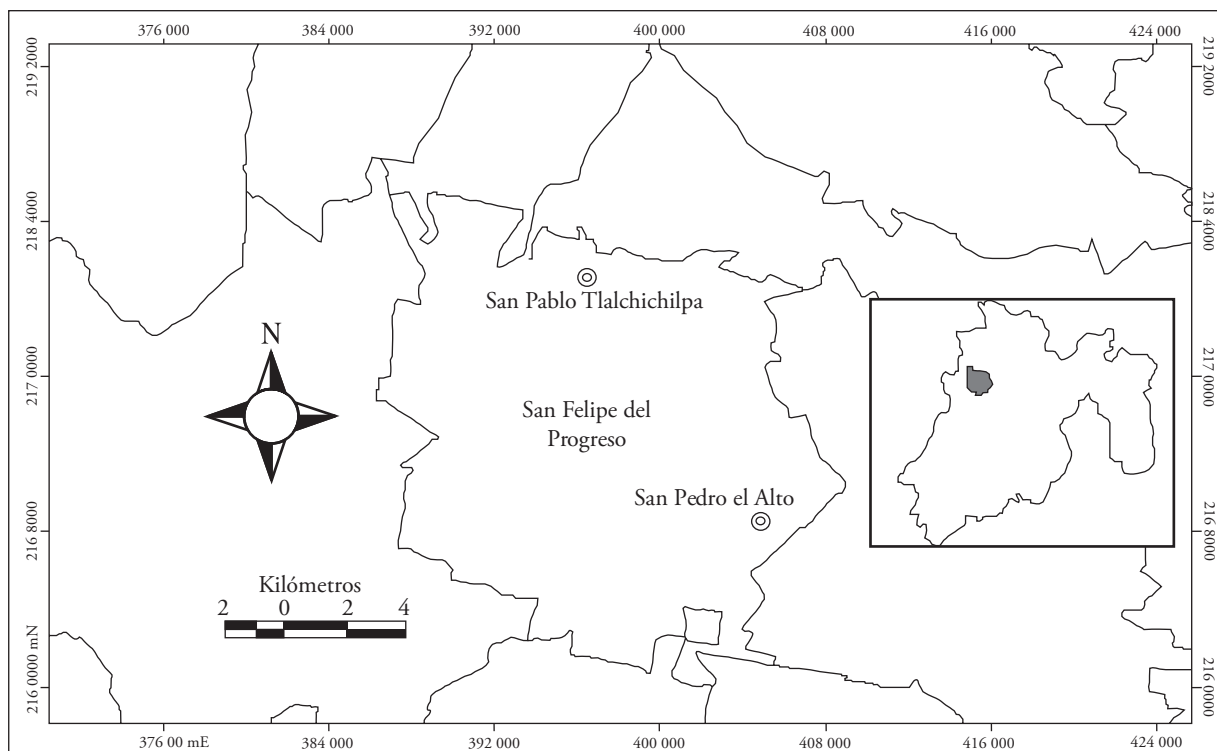 376 000 384 000 392 000 400 000 408 000 416 000 424 000
219 2000 219 2000
218 4000 218 4000
San Pablo Tlalchichilpa
N
217 0000 217 0000
San Felipe del
Progreso
San Pedro el Alto
216 8000 216 8000
Kilómetros
2 0 2 4
216 0000 mN 216 0000
376 00 mE 384 000 392 000 400 000 408 000 416 000 424 000